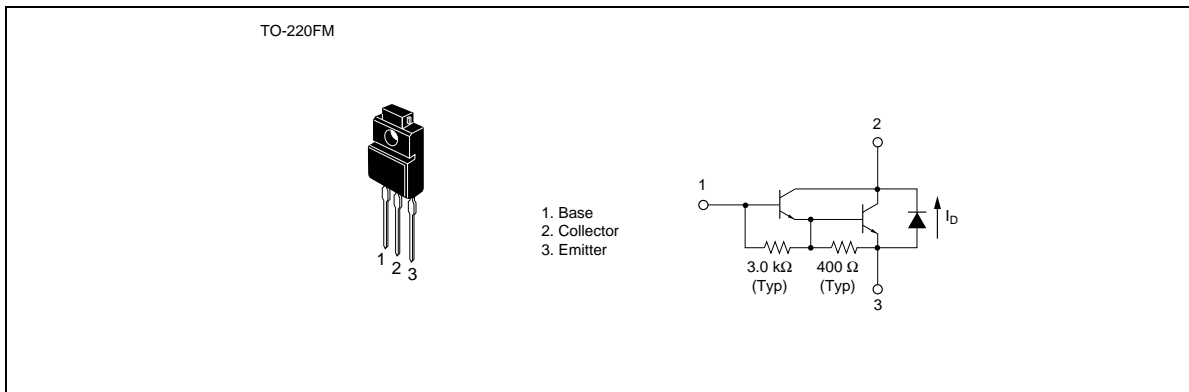 TO-220FM
1 2 3
1. Base
2. Collector
3. Emitter
2
1
I_D
3.0 kΩ
(Typ)
400 Ω
(Typ)
3